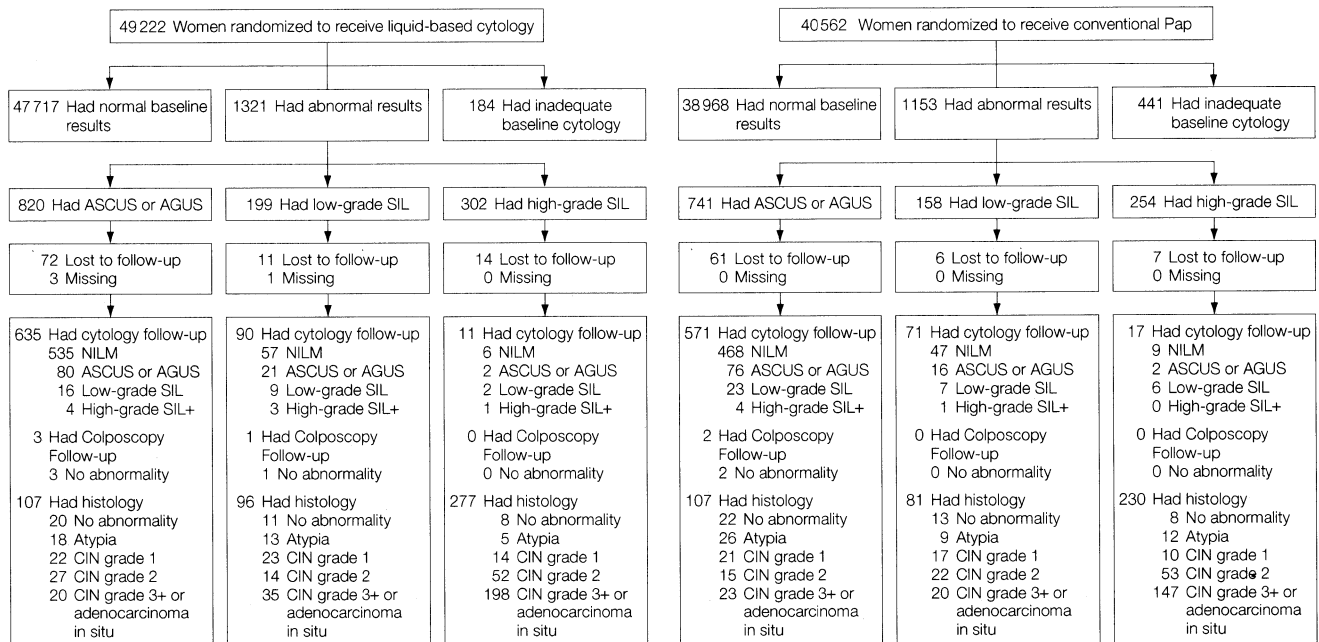 49 222 Women randomized to receive liquid-based cytology
47 717 Had normal baseline
results
1321 Had abnormal results
184 Had inadequate
baseline cytology
820 Had ASCUS or AGUS
199 Had low-grade SIL
302 Had high-grade SIL
72 Lost to follow-up
3 Missing
11 Lost to follow-up
1 Missing
14 Lost to follow-up
0 Missing
635 Had cytology follow-up
535 NILM
80 ASCUS or AGUS
16 Low-grade SIL
4 High-grade SIL+
3 Had Colposcopy
Follow-up
3 No abnormality
107 Had histology
20 No abnormality
18 Atypia
22 CIN grade 1
27 CIN grade 2
20 CIN grade 3+ or
adenocarcinoma
in situ
90 Had cytology follow-up
57 NILM
21 ASCUS or AGUS
9 Low-grade SIL
3 High-grade SIL+
1 Had Colposcopy
Follow-up
1 No abnormality
96 Had histology
11 No abnormality
13 Atypia
23 CIN grade 1
14 CIN grade 2
35 CIN grade 3+ or
adenocarcinoma
in situ
11 Had cytology follow-up
6 NILM
2 ASCUS or AGUS
2 Low-grade SIL
1 High-grade SIL+
0 Had Colposcopy
Follow-up
0 No abnormality
277 Had histology
8 No abnormality
5 Atypia
14 CIN grade 1
52 CIN grade 2
198 CIN grade 3+ or
adenocarcinoma
in situ
40 562 Women randomized to receive conventional Pap
38 968 Had normal baseline
results
1153 Had abnormal results
441 Had inadequate
baseline cytology
741 Had ASCUS or AGUS
158 Had low-grade SIL
254 Had high-grade SIL
61 Lost to follow-up
0 Missing
6 Lost to follow-up
0 Missing
7 Lost to follow-up
0 Missing
571 Had cytology follow-up
468 NILM
76 ASCUS or AGUS
23 Low-grade SIL
4 High-grade SIL+
2 Had Colposcopy
Follow-up
2 No abnormality
107 Had histology
22 No abnormality
26 Atypia
21 CIN grade 1
15 CIN grade 2
23 CIN grade 3+ or
adenocarcinoma
in situ
71 Had cytology follow-up
47 NILM
16 ASCUS or AGUS
7 Low-grade SIL
1 High-grade SIL+
0 Had Colposcopy
Follow-up
0 No abnormality
81 Had histology
13 No abnormality
9 Atypia
17 CIN grade 1
22 CIN grade 2
20 CIN grade 3+ or
adenocarcinoma
in situ
17 Had cytology follow-up
9 NILM
2 ASCUS or AGUS
6 Low-grade SIL
0 High-grade SIL+
0 Had Colposcopy
Follow-up
0 No abnormality
230 Had histology
8 No abnormality
12 Atypia
10 CIN grade 1
53 CIN grade 2
147 CIN grade 3+ or
adenocarcinoma
in situ